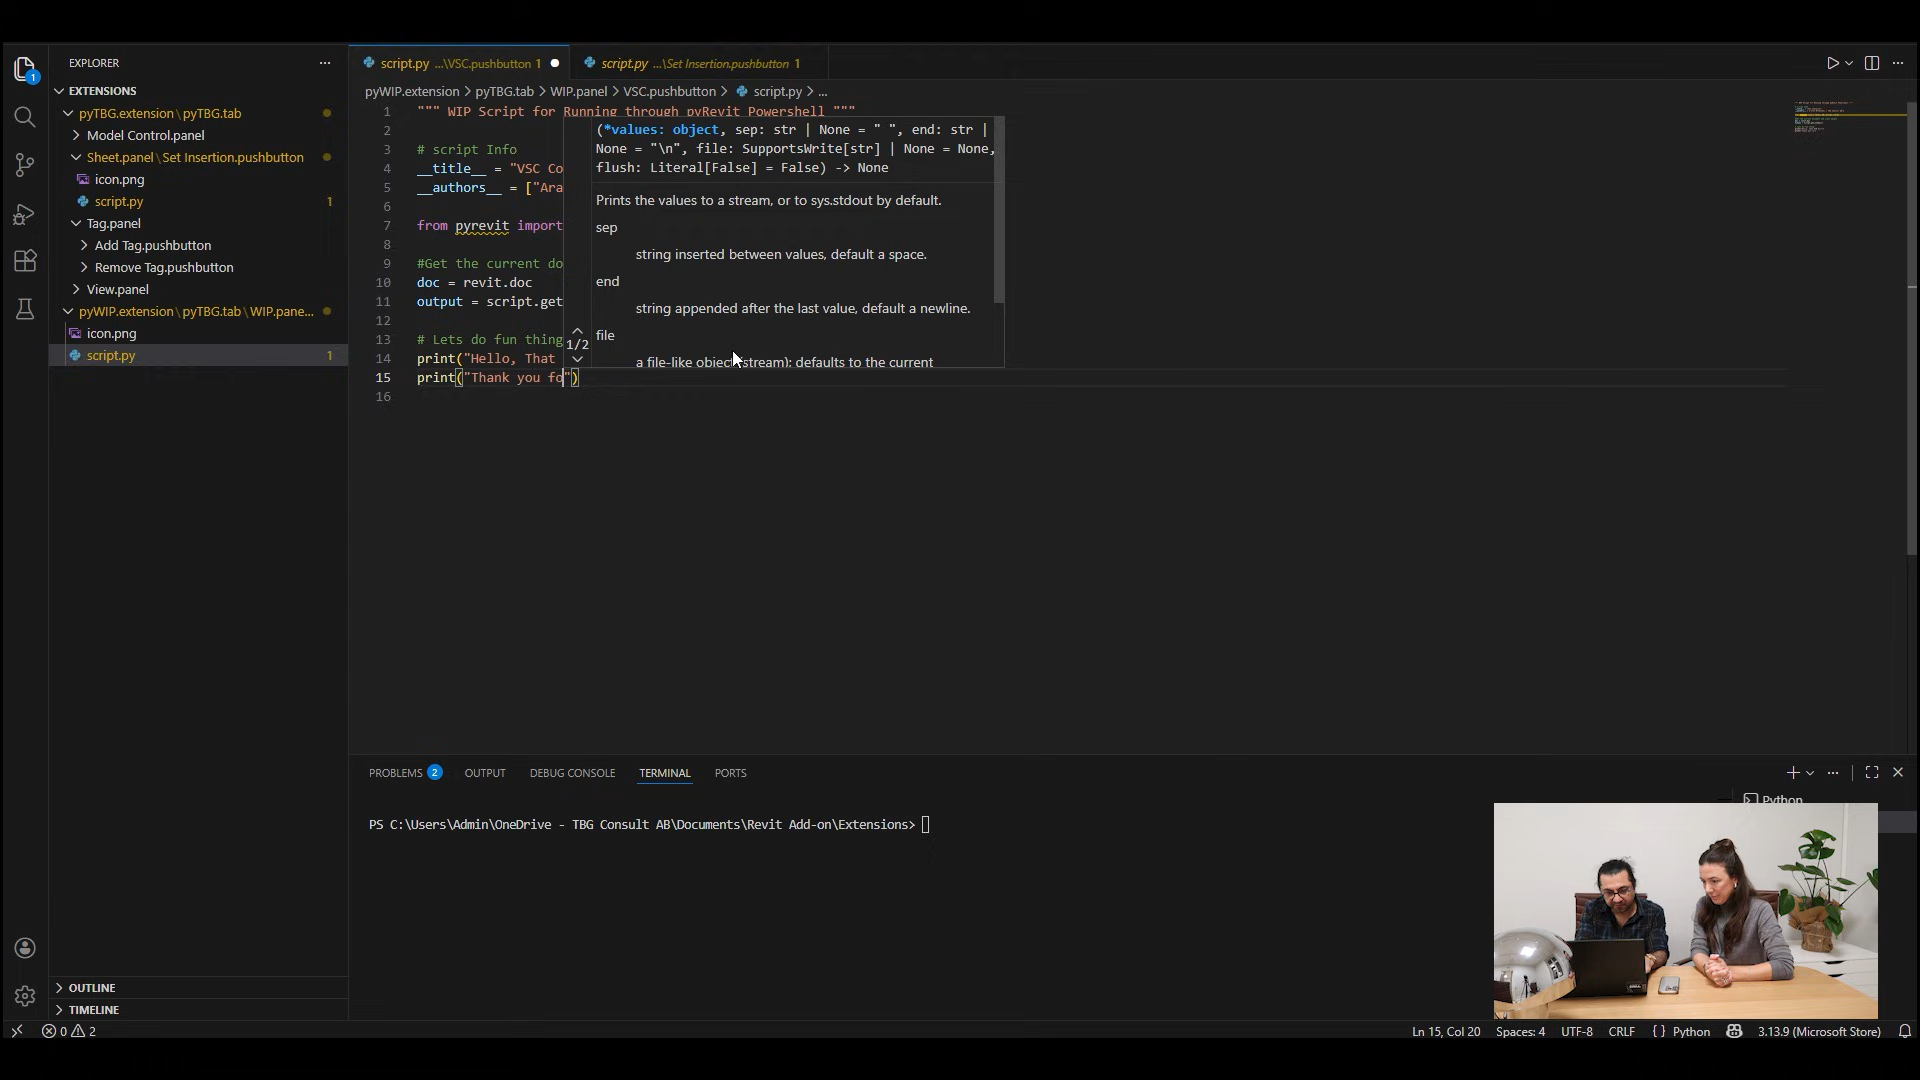 EXPLORER
EXTENSIONS
pyTBG.extension \ pyTBG.tab
Model Control.panel
Sheet.panel \ Set Insertion.pushbutton
icon.png
script.py 1
Tag.panel
Add Tag.pushbutton
Remove Tag.pushbutton
View.panel
pyWIP.extension \ pyTBG.tab \ WIP.pane...
icon.png
script.py 1
OUTLINE
TIMELINE
1
script.py ...\VSC.pushbutton 1
script.py ...\Set Insertion.pushbutton 1
pyWIP.extension > pyTBG.tab > WIP.panel > VSC.pushbutton > script.py > ...
1 """ WIP Script for Running through pyRevit Powershell """
2
3 # script Info
4 __title__ = "VSC Co
5 __authors__ = ["Ara
6
7 from pyrevit import
8
9 #Get the current do
10 doc = revit.doc
11 output = script.get
12
13 # Lets do fun thing
14 print("Hello, That
15 print("Thank you fo")
16
(*values: object, sep: str | None = " ", end: str |
None = "\n", file: SupportsWrite[str] | None = None,
flush: Literal[False] = False) -> None
Prints the values to a stream, or to sys.stdout by default.
sep
string inserted between values, default a space.
end
string appended after the last value, default a newline.
1/2
file
a file-like object (stream); defaults to the current
PROBLEMS 2 OUTPUT DEBUG CONSOLE TERMINAL PORTS
Python
PS C:\Users\Admin\OneDrive - TBG Consult AB\Documents\Revit Add-on\Extensions>
0 2
Ln 15, Col 20 Spaces: 4 UTF-8 CRLF { } Python 3.13.9 (Microsoft Store)